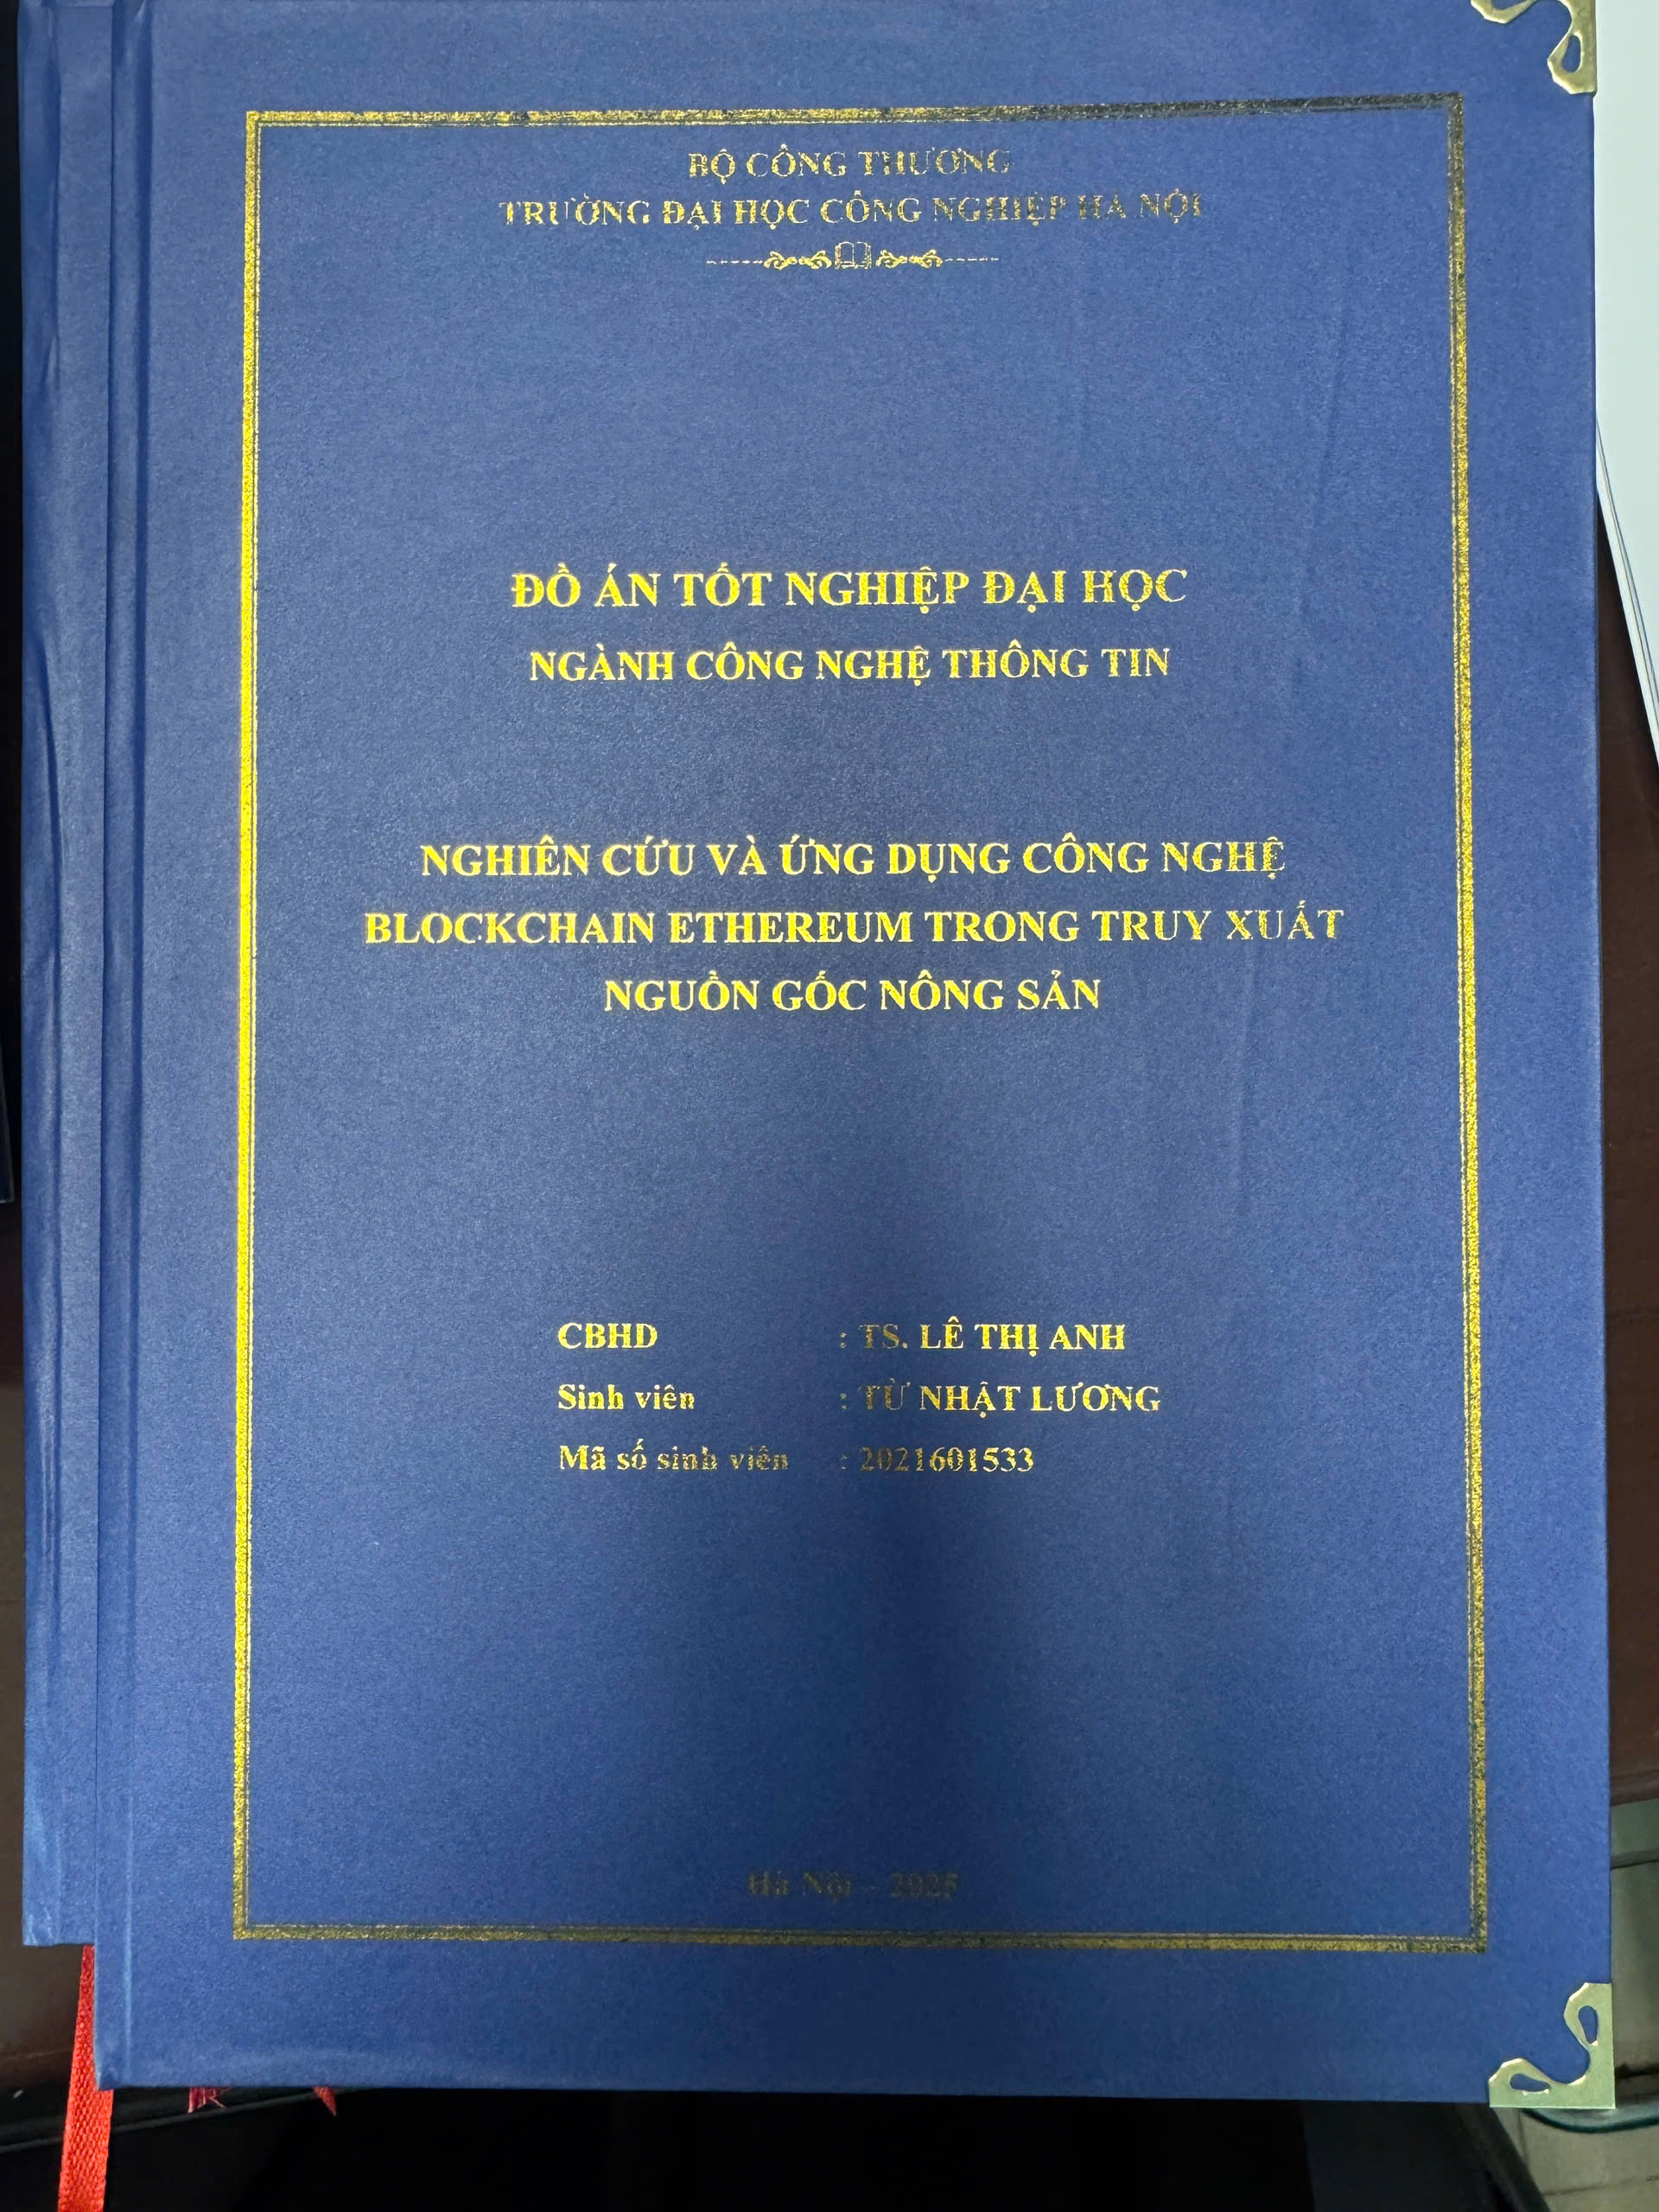 BỘ CÔNG THƯƠNG
TRƯỜNG ĐẠI HỌC CÔNG NGHIỆP HÀ NỘI
ĐỒ ÁN TỐT NGHIỆP ĐẠI HỌC
NGÀNH CÔNG NGHỆ THÔNG TIN
NGHIÊN CỨU VÀ ỨNG DỤNG CÔNG NGHỆ
BLOCKCHAIN ETHEREUM TRONG TRUY XUẤT
NGUỒN GỐC NÔNG SẢN
CBHD : TS. LÊ THỊ ANH
Sinh viên : TỪ NHẬT LƯƠNG
Mã số sinh viên : 2021601533
Hà Nội - 2025